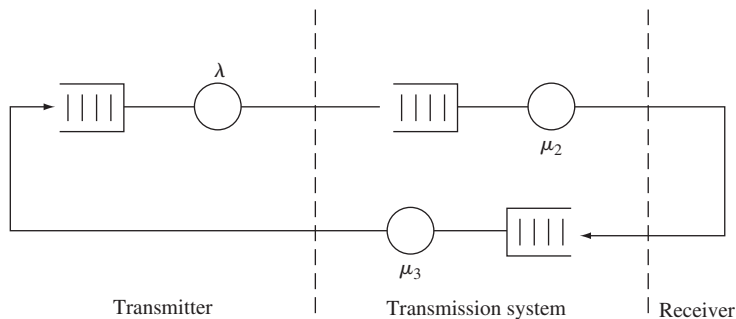 λ
μ2
μ3
Transmitter
Transmission system
Receiver